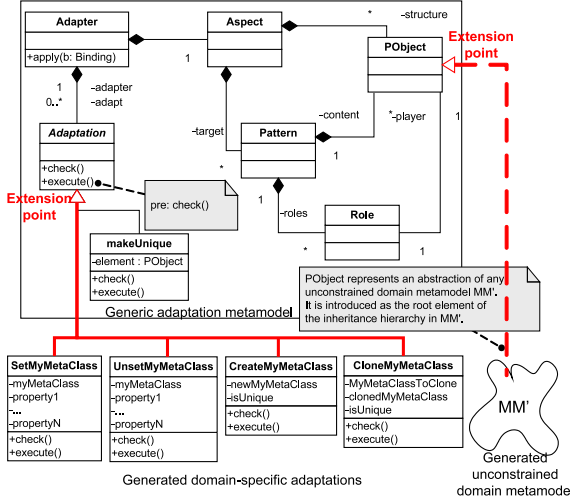 Adapter
+apply(b: Binding)
Aspect
*
-structure
PObject
Extension
point
1
1
0..*
-adapter
-adapt
Adaptation
+check()
+execute()
Extension
point
pre: check()
-target
*
-content
Pattern
1
*
-player
1
1
-roles
*
Role
1
makeUnique
-element : PObject
+check()
+execute()
Generic adaptation metamodel
PObject represents an abstraction of any
unconstrained domain metamodel MM'.
It is introduced as the root element of
the inheritance hierarchy in MM'.
SetMyMetaClass
-myMetaClass
-property1
-...
-propertyN
+check()
+execute()
UnsetMyMetaClass
-myMetaClass
-property1
-...
-propertyN
+check()
+execute()
CreateMyMetaClass
-newMyMetaClass
-isUnique
+check()
+execute()
CloneMyMetaClass
-MyMetaClassToClone
-clonedMyMetaClass
-isUnique
+check()
+execute()
MM'
Generated
unconstrained
domain metamode
Generated domain-specific adaptations